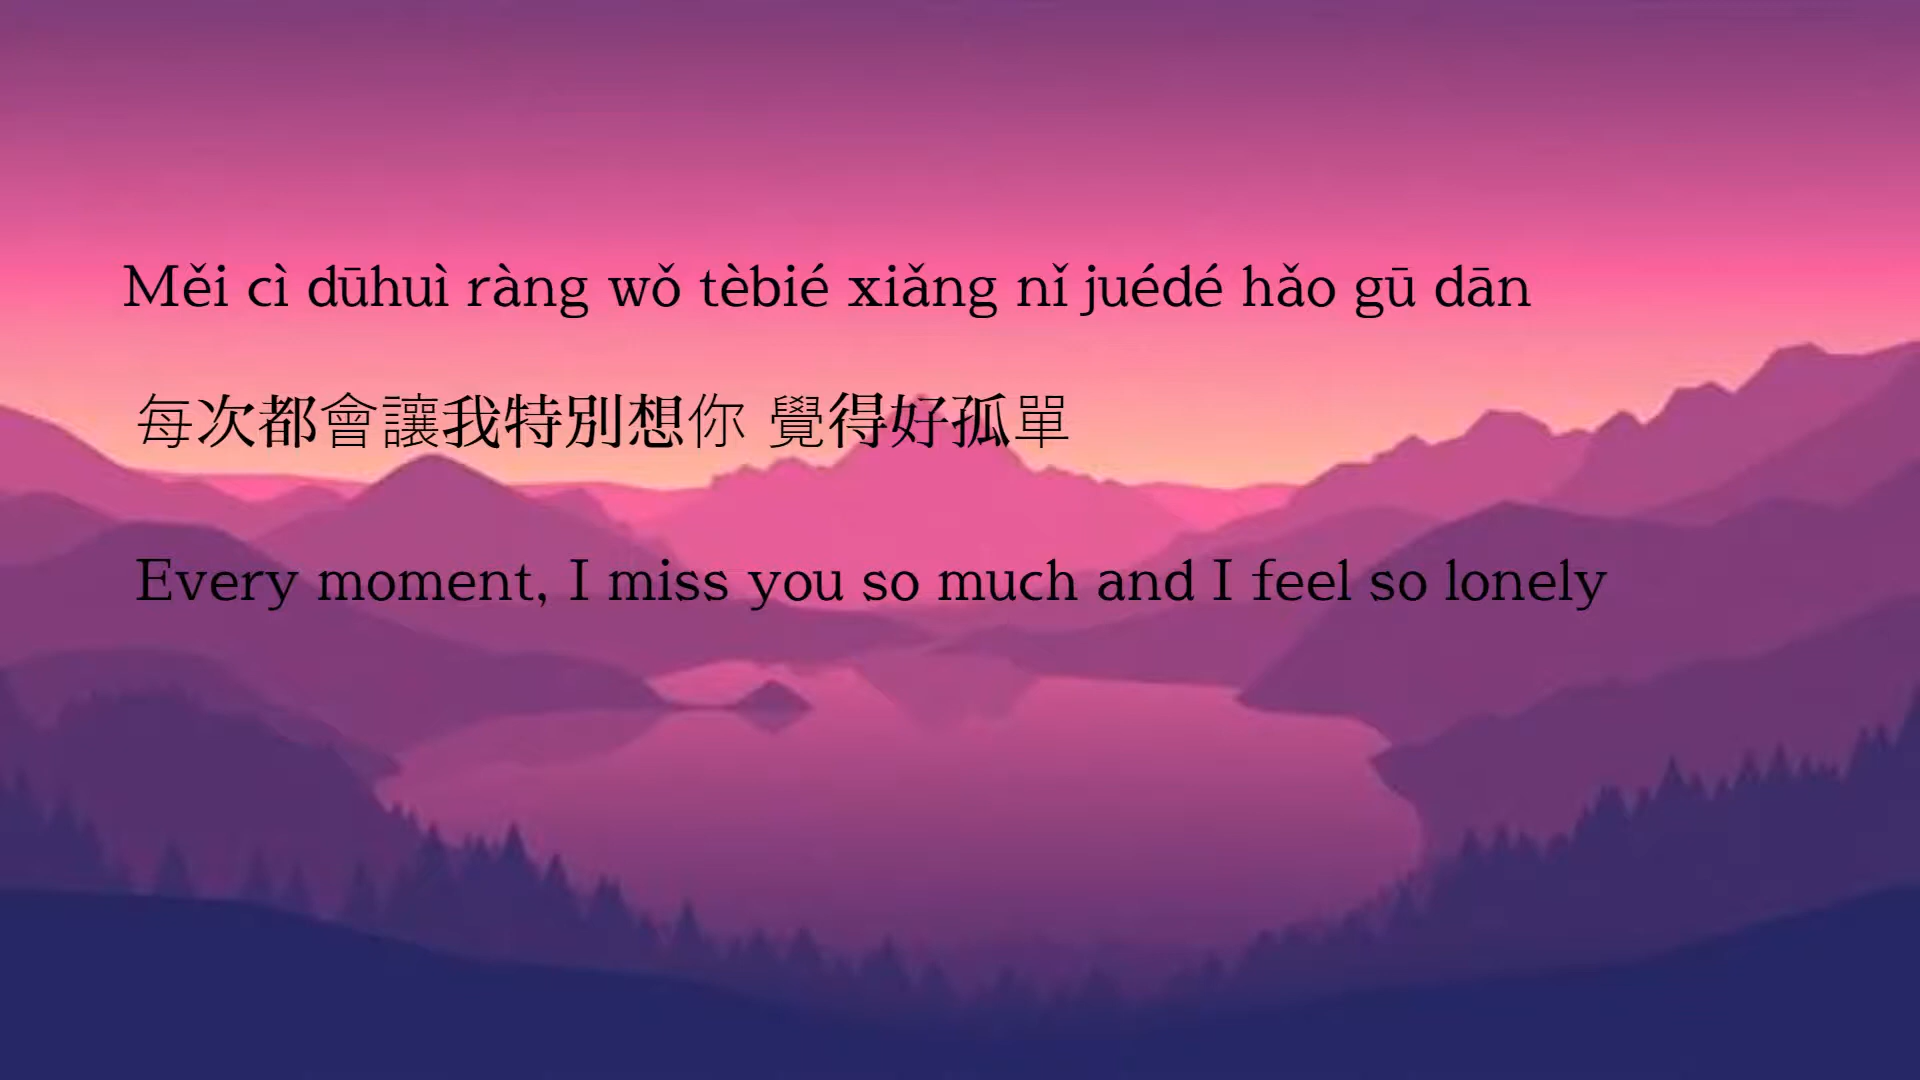 Měi cì dūhuì ràng wǒ tèbié xiǎng nǐ juédé hǎo gū dān
每次都會讓我特別想你 覺得好孤單
Every moment, I miss you so much and I feel so lonely